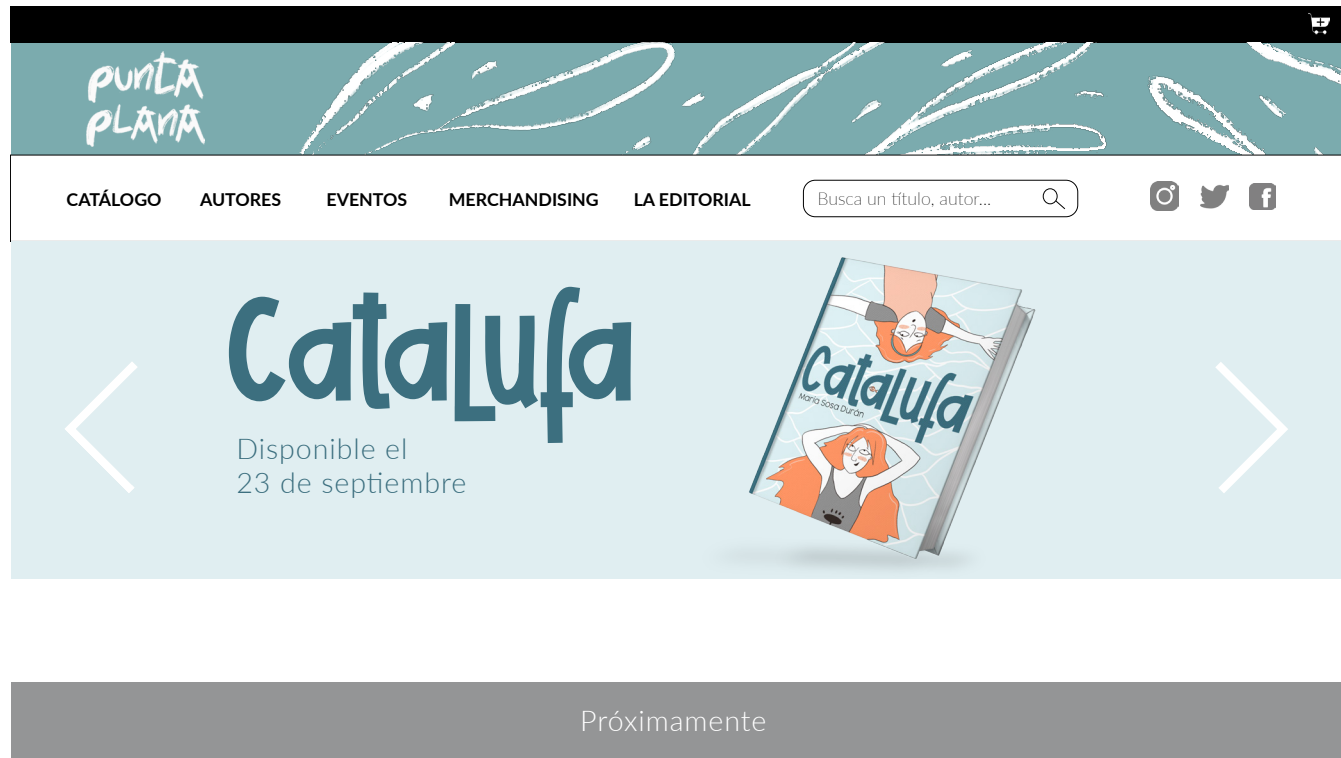 PUNTA
PLANA
CATÁLOGO AUTORES EVENTOS MERCHANDISING LA EDITORIAL Busca un título, autor...
Catalufa
Disponible el
23 de septiembre
Catalufa
María Sosa Durán
Próximamente